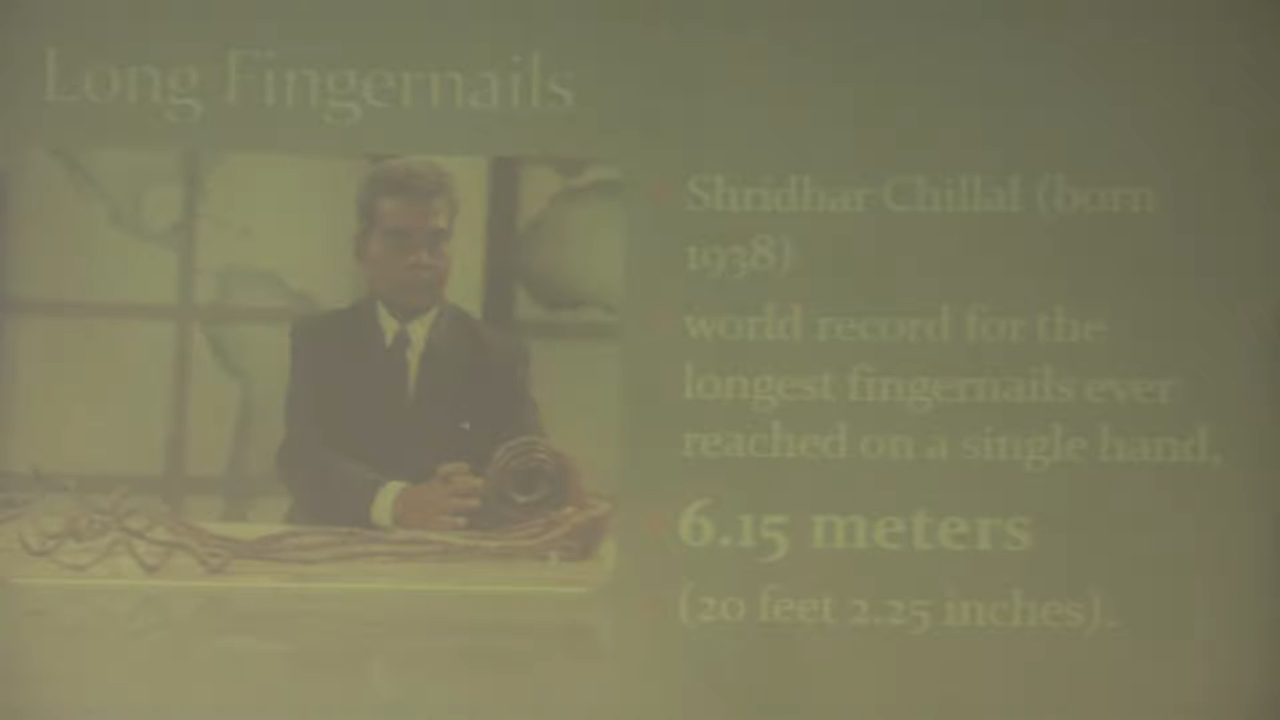 Long Fingernails
Shridhar Chillal (born
1938)
world record for the
longest fingernails ever
reached on a single hand,
6.15 meters
(20 feet 2.25 inches).